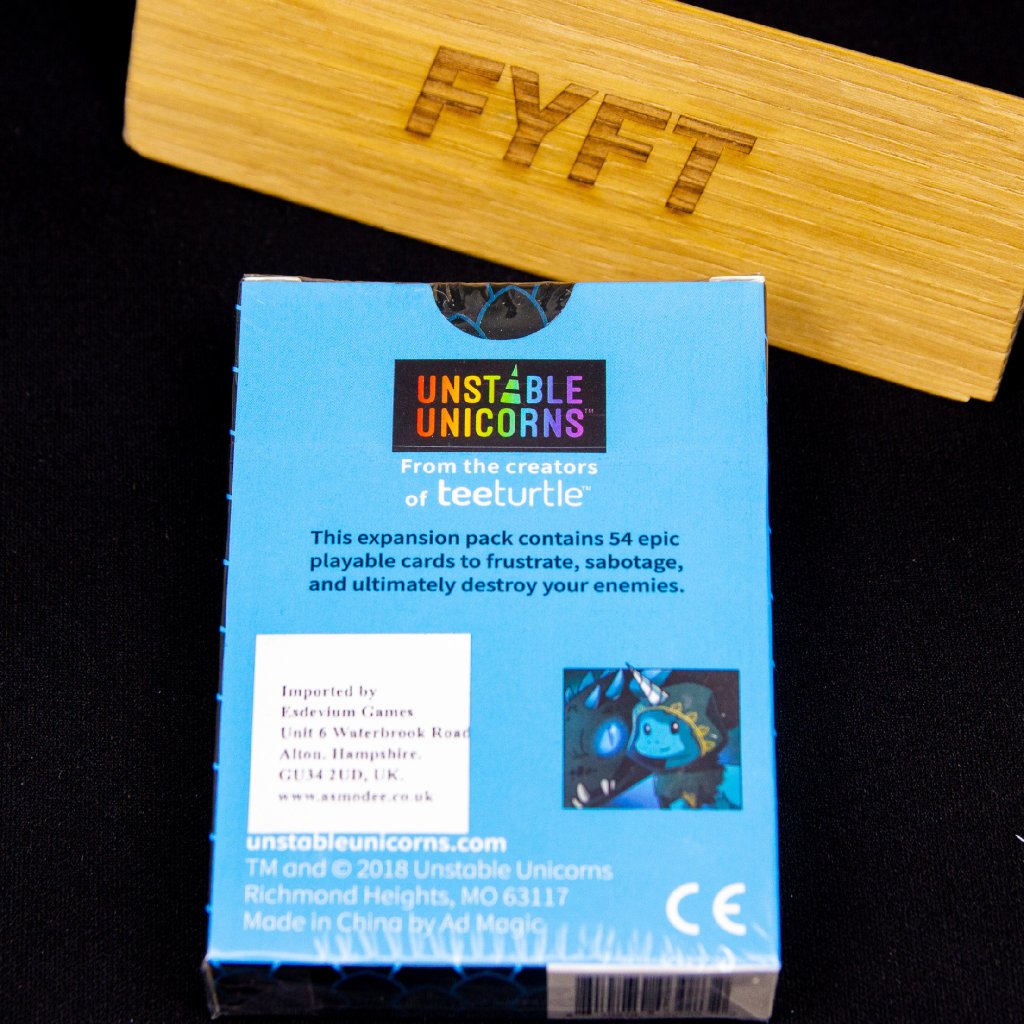 FYFT
UNSTABLE
UNICORNS™
From the creators
of teeturtle™
This expansion pack contains 54 epic
playable cards to frustrate, sabotage,
and ultimately destroy your enemies.
Imported by
Esdevium Games
Unit 6 Waterbrook Road
Alton, Hampshire.
GU34 2UD, UK.
www.asmodee.co.uk
unstableunicorns.com
TM and © 2018 Unstable Unicorns
Richmond Heights, MO 63117
Made in China by Ad Magic
CE